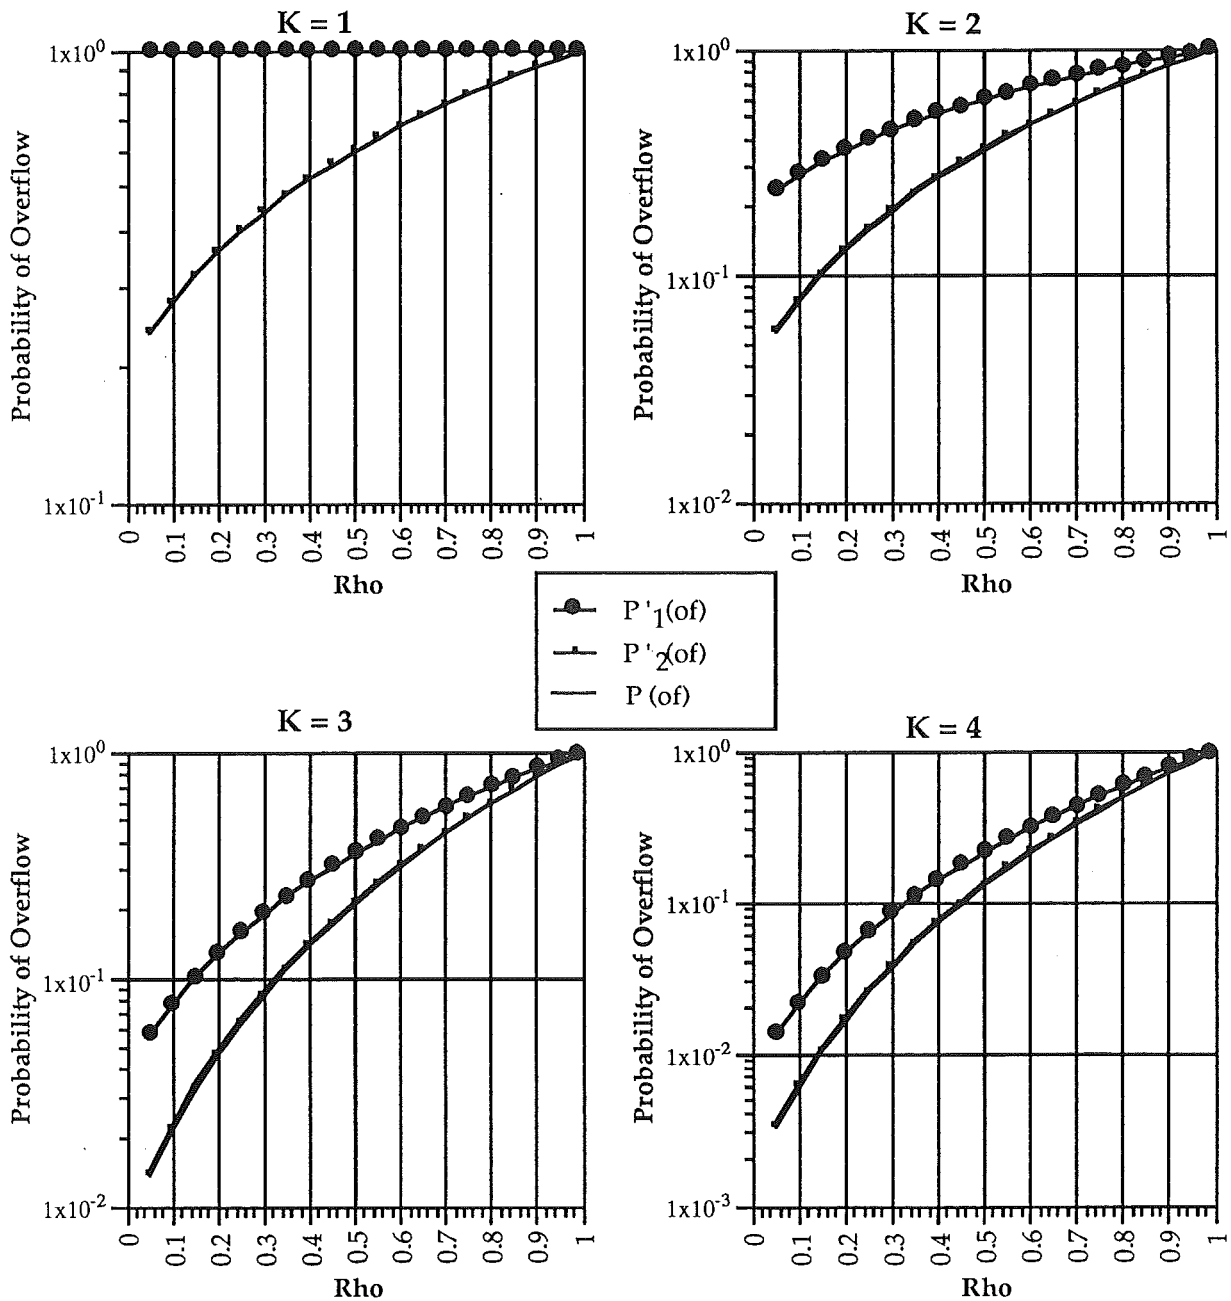 K = 1
1x10⁰
1x10⁻¹
Probability of Overflow
0 0.1 0.2 0.3 0.4 0.5 0.6 0.7 0.8 0.9 1
Rho
K = 2
1x10⁰
1x10⁻¹
1x10⁻²
Probability of Overflow
0 0.1 0.2 0.3 0.4 0.5 0.6 0.7 0.8 0.9 1
Rho
P'₁(of)
P'₂(of)
P(of)
K = 3
1x10⁰
1x10⁻¹
1x10⁻²
Probability of Overflow
0 0.1 0.2 0.3 0.4 0.5 0.6 0.7 0.8 0.9 1
Rho
K = 4
1x10⁰
1x10⁻¹
1x10⁻²
1x10⁻³
Probability of Overflow
0 0.1 0.2 0.3 0.4 0.5 0.6 0.7 0.8 0.9 1
Rho